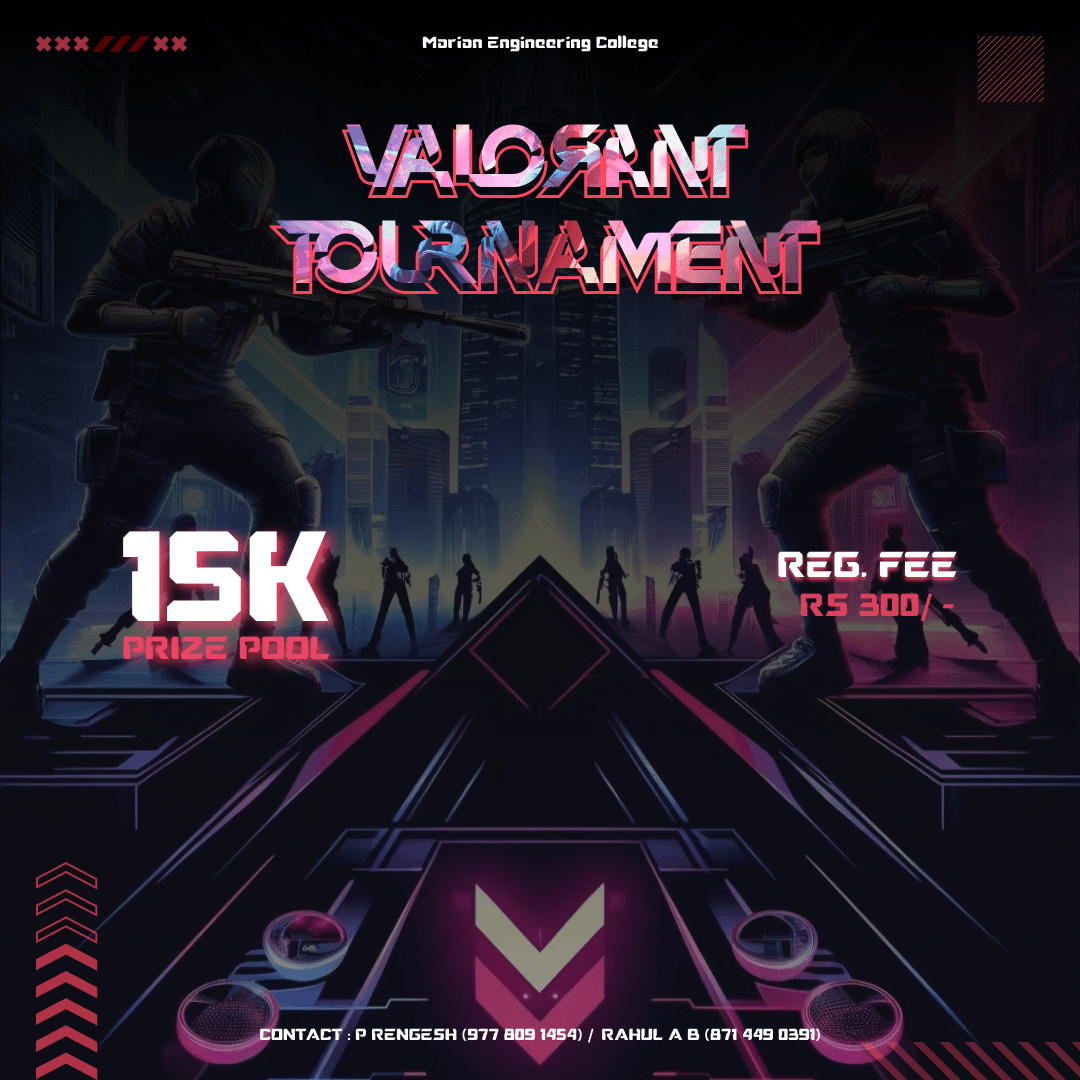 Marian Engineering College
VALORANT
TOURNAMENT
15K
PRIZE POOL
REG. FEE
RS 300/-
CONTACT : P RENGESH (977 809 1454) / RAHUL A B (871 449 0391)